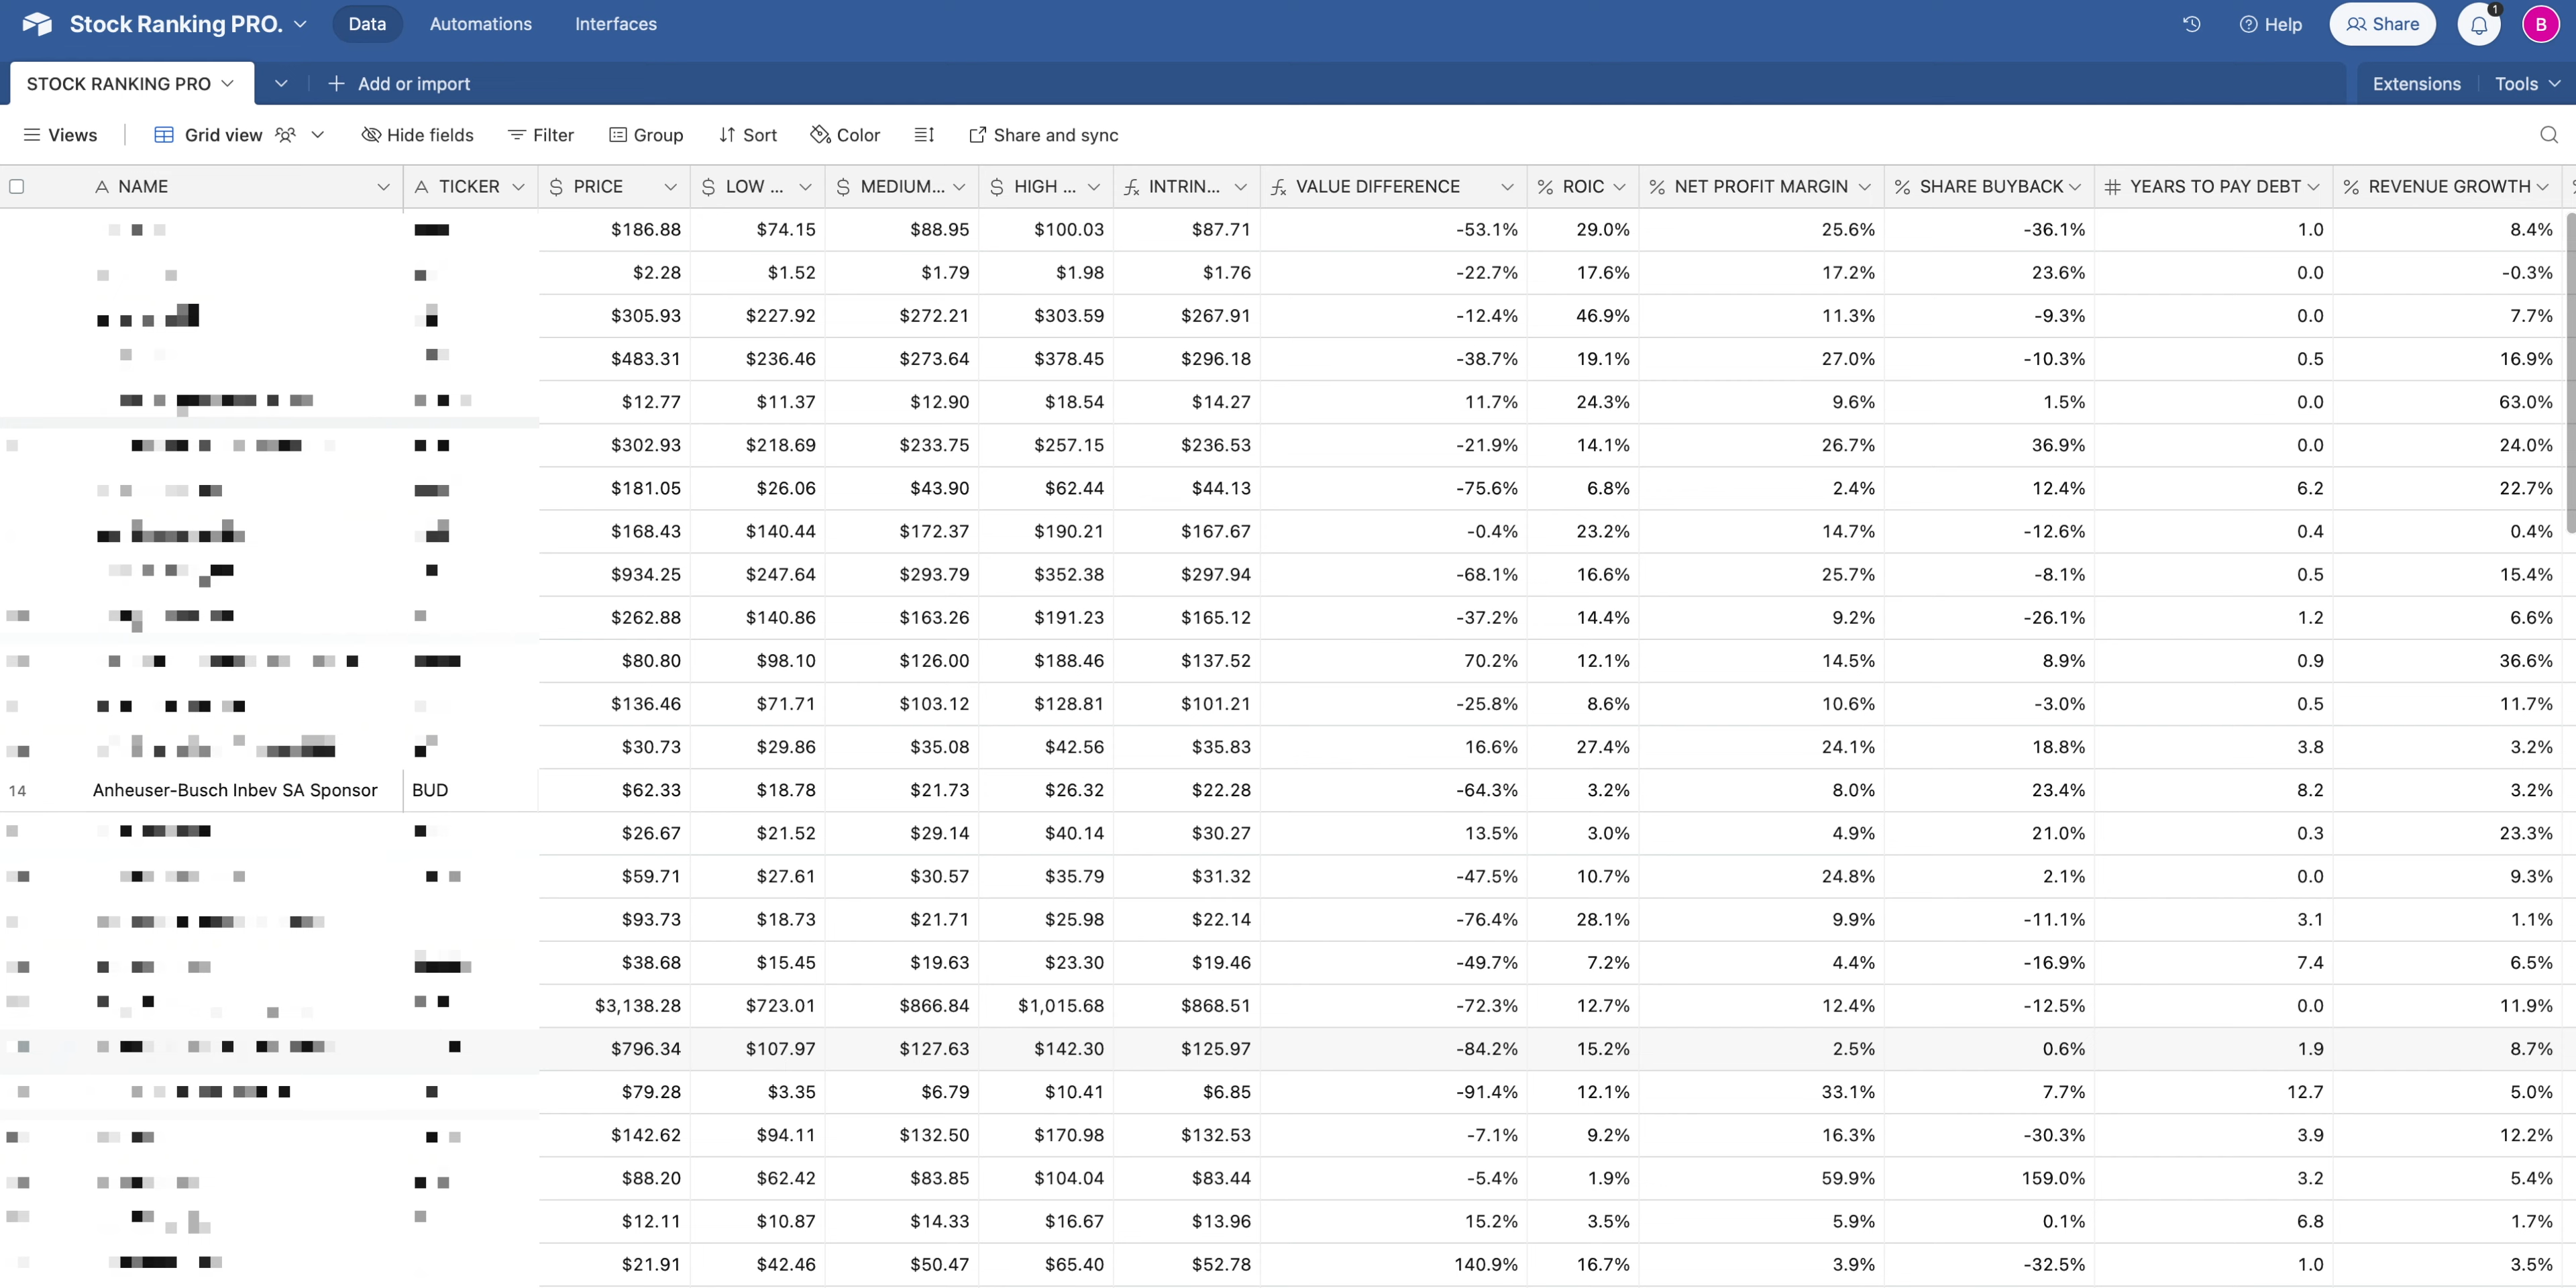 Stock Ranking PRO. Data Automations Interfaces Help Share 1 B
STOCK RANKING PRO Add or import Extensions Tools
Views Grid view Hide fields Filter Group Sort Color Share and sync
NAME TICKER PRICE LOW ... MEDIUM... HIGH ... INTRIN... VALUE DIFFERENCE ROIC NET PROFIT MARGIN SHARE BUYBACK YEARS TO PAY DEBT REVENUE GROWTH
$186.88 $74.15 $88.95 $100.03 $87.71 -53.1% 29.0% 25.6% -36.1% 1.0 8.4%
$2.28 $1.52 $1.79 $1.98 $1.76 -22.7% 17.6% 17.2% 23.6% 0.0 -0.3%
$305.93 $227.92 $272.21 $303.59 $267.91 -12.4% 46.9% 11.3% -9.3% 0.0 7.7%
$483.31 $236.46 $273.64 $378.45 $296.18 -38.7% 19.1% 27.0% -10.3% 0.5 16.9%
$12.77 $11.37 $12.90 $18.54 $14.27 11.7% 24.3% 9.6% 1.5% 0.0 63.0%
$302.93 $218.69 $233.75 $257.15 $236.53 -21.9% 14.1% 26.7% 36.9% 0.0 24.0%
$181.05 $26.06 $43.90 $62.44 $44.13 -75.6% 6.8% 2.4% 12.4% 6.2 22.7%
$168.43 $140.44 $172.37 $190.21 $167.67 -0.4% 23.2% 14.7% -12.6% 0.4 0.4%
$934.25 $247.64 $293.79 $352.38 $297.94 -68.1% 16.6% 25.7% -8.1% 0.5 15.4%
$262.88 $140.86 $163.26 $191.23 $165.12 -37.2% 14.4% 9.2% -26.1% 1.2 6.6%
$80.80 $98.10 $126.00 $188.46 $137.52 70.2% 12.1% 14.5% 8.9% 0.9 36.6%
$136.46 $71.71 $103.12 $128.81 $101.21 -25.8% 8.6% 10.6% -3.0% 0.5 11.7%
$30.73 $29.86 $35.08 $42.56 $35.83 16.6% 27.4% 24.1% 18.8% 3.8 3.2%
14 Anheuser-Busch Inbev SA Sponsor BUD $62.33 $18.78 $21.73 $26.32 $22.28 -64.3% 3.2% 8.0% 23.4% 8.2 3.2%
$26.67 $21.52 $29.14 $40.14 $30.27 13.5% 3.0% 4.9% 21.0% 0.3 23.3%
$59.71 $27.61 $30.57 $35.79 $31.32 -47.5% 10.7% 24.8% 2.1% 0.0 9.3%
$93.73 $18.73 $21.71 $25.98 $22.14 -76.4% 28.1% 9.9% -11.1% 3.1 1.1%
$38.68 $15.45 $19.63 $23.30 $19.46 -49.7% 7.2% 4.4% -16.9% 7.4 6.5%
$3,138.28 $723.01 $866.84 $1,015.68 $868.51 -72.3% 12.7% 12.4% -12.5% 0.0 11.9%
$796.34 $107.97 $127.63 $142.30 $125.97 -84.2% 15.2% 2.5% 0.6% 1.9 8.7%
$79.28 $3.35 $6.79 $10.41 $6.85 -91.4% 12.1% 33.1% 7.7% 12.7 5.0%
$142.62 $94.11 $132.50 $170.98 $132.53 -7.1% 9.2% 16.3% -30.3% 3.9 12.2%
$88.20 $62.42 $83.85 $104.04 $83.44 -5.4% 1.9% 59.9% 159.0% 3.2 5.4%
$12.11 $10.87 $14.33 $16.67 $13.96 15.2% 3.5% 5.9% 0.1% 6.8 1.7%
$21.91 $42.46 $50.47 $65.40 $52.78 140.9% 16.7% 3.9% -32.5% 1.0 3.5%